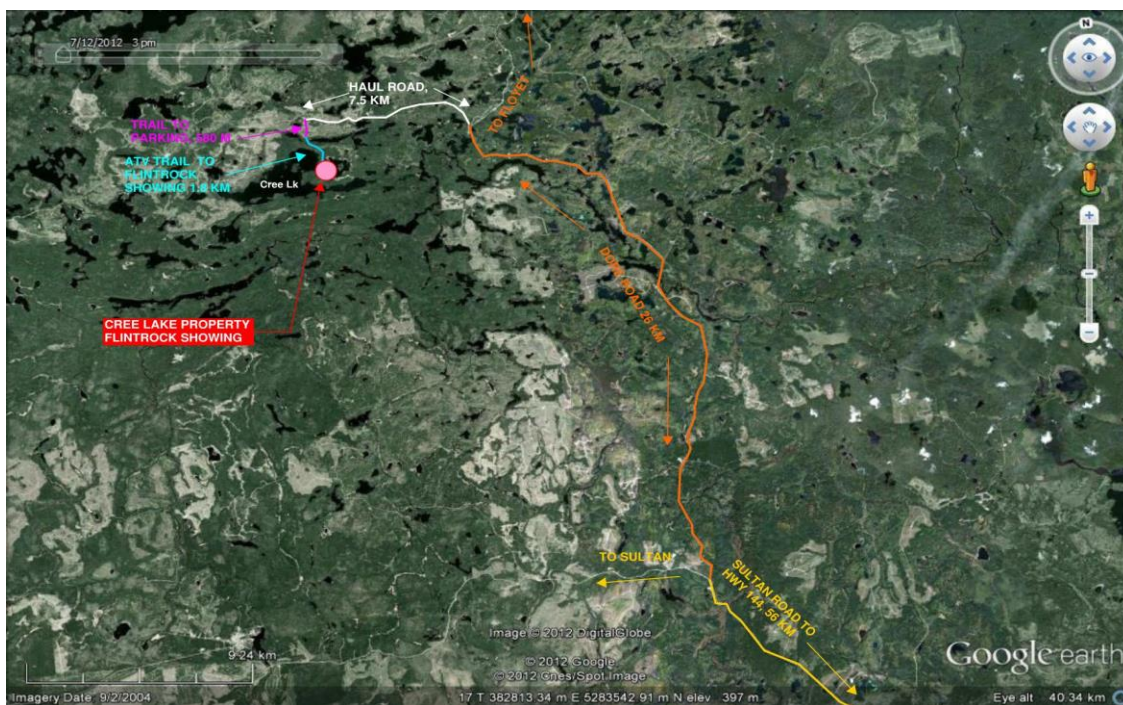 7/12/2012 3 pm
N
HAUL ROAD,
7.5 KM
TO FLOYET
TRAIL TO
PARKING,
ATV TRAIL TO
FLINTROCK
SHOWING 1.8 KM
Cree Lk
ROAD 26 KM
CREE LAKE PROPERTY
FLINTROCK SHOWING
TO SULTAN
SULTAN ROAD TO
HWY 144, 56 KM
Image © 2012 DigitalGlobe
© 2012 Google
© 2012 Cnes/Spot Image
9.24 km
Google earth
Imagery Date: 9/2/2004
17 T 382813.34 m E 5283542.91 m N elev 397 m
Eye alt 40.34 km